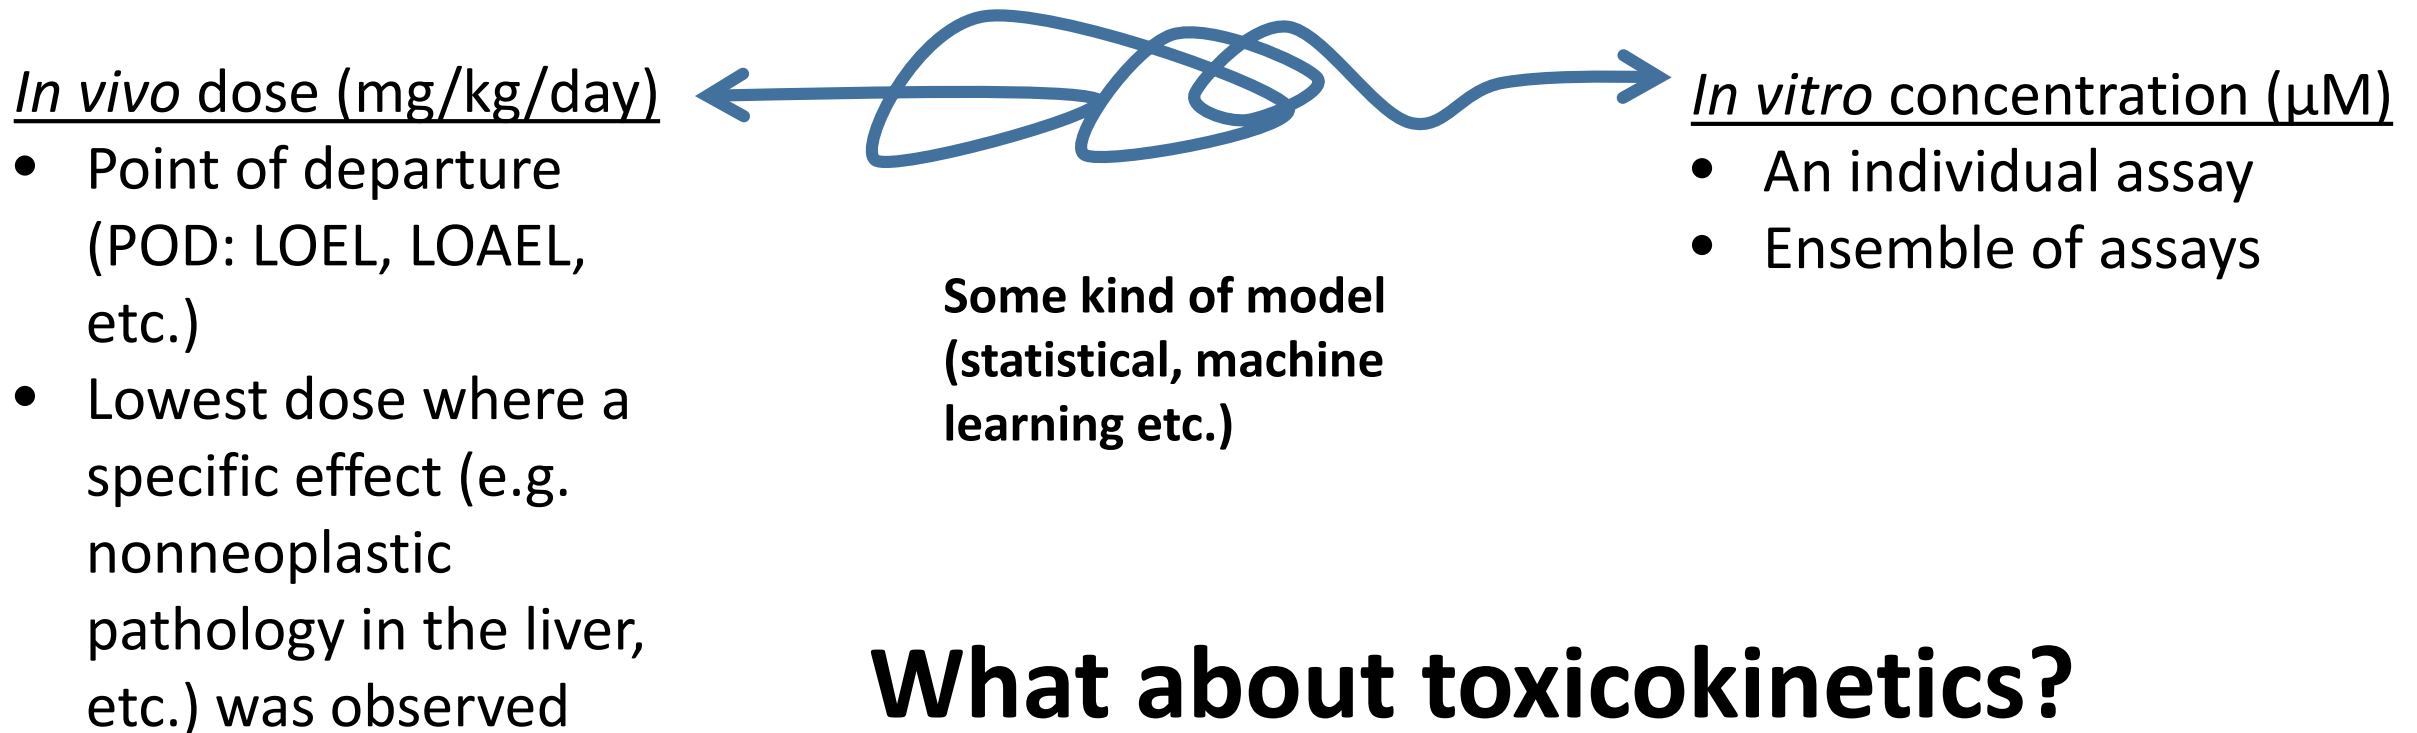 In vivo dose (mg/kg/day)
• Point of departure
(POD: LOEL, LOAEL,
etc.)
• Lowest dose where a
specific effect (e.g.
nonneoplastic
pathology in the liver,
etc.) was observed
Some kind of model
(statistical, machine
learning etc.)
In vitro concentration (µM)
• An individual assay
• Ensemble of assays
What about toxicokinetics?